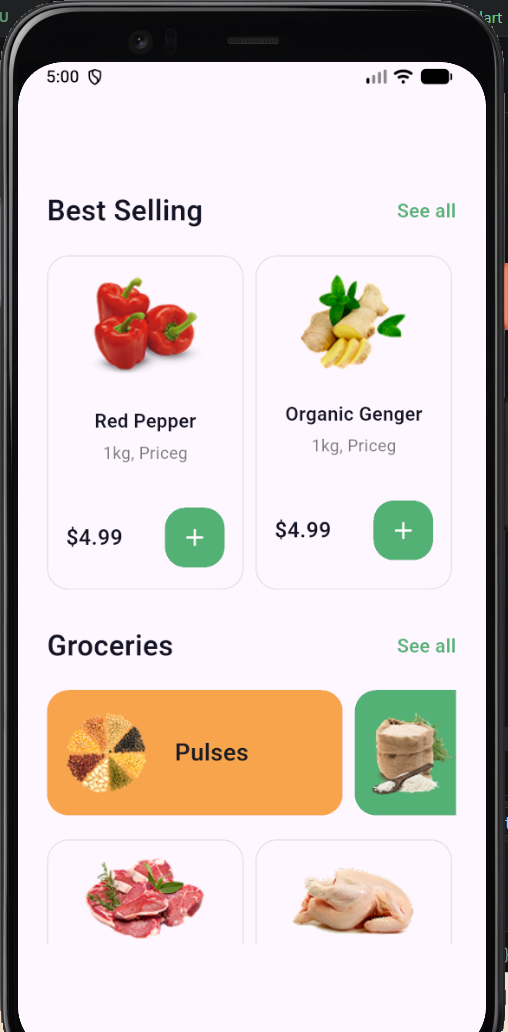 U
art
5:00
Best Selling
See all
Red Pepper
1kg, Priceg
$4.99
+
Organic Genger
1kg, Priceg
$4.99
+
Groceries
See all
Pulses